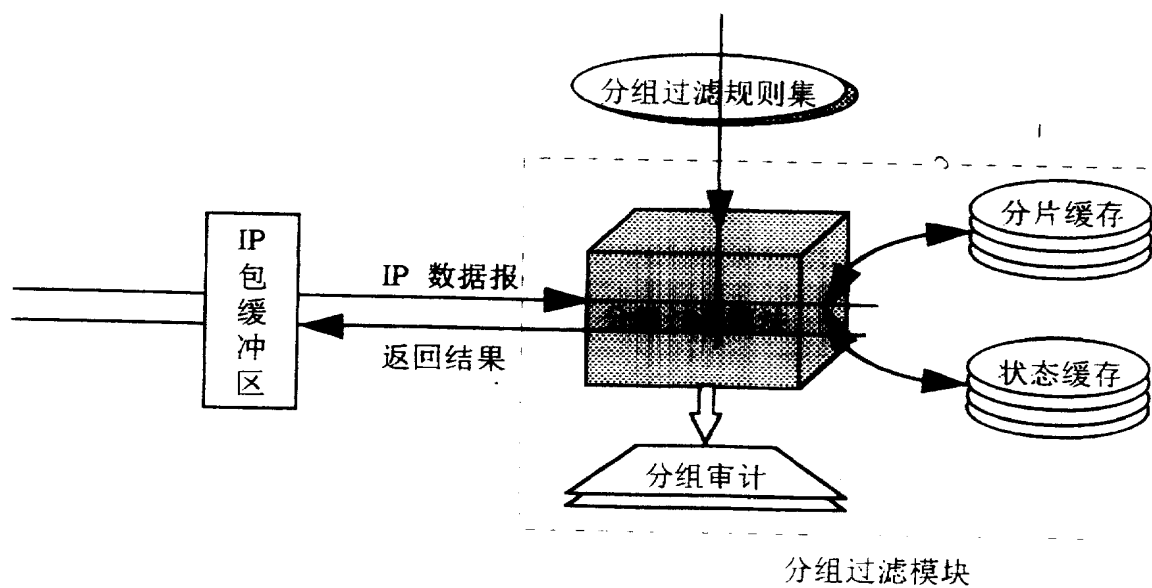 分组过滤规则集
分片缓存
IP
包
缓
冲
区
IP 数据报
返回结果
状态缓存
分组审计
分组过滤模块